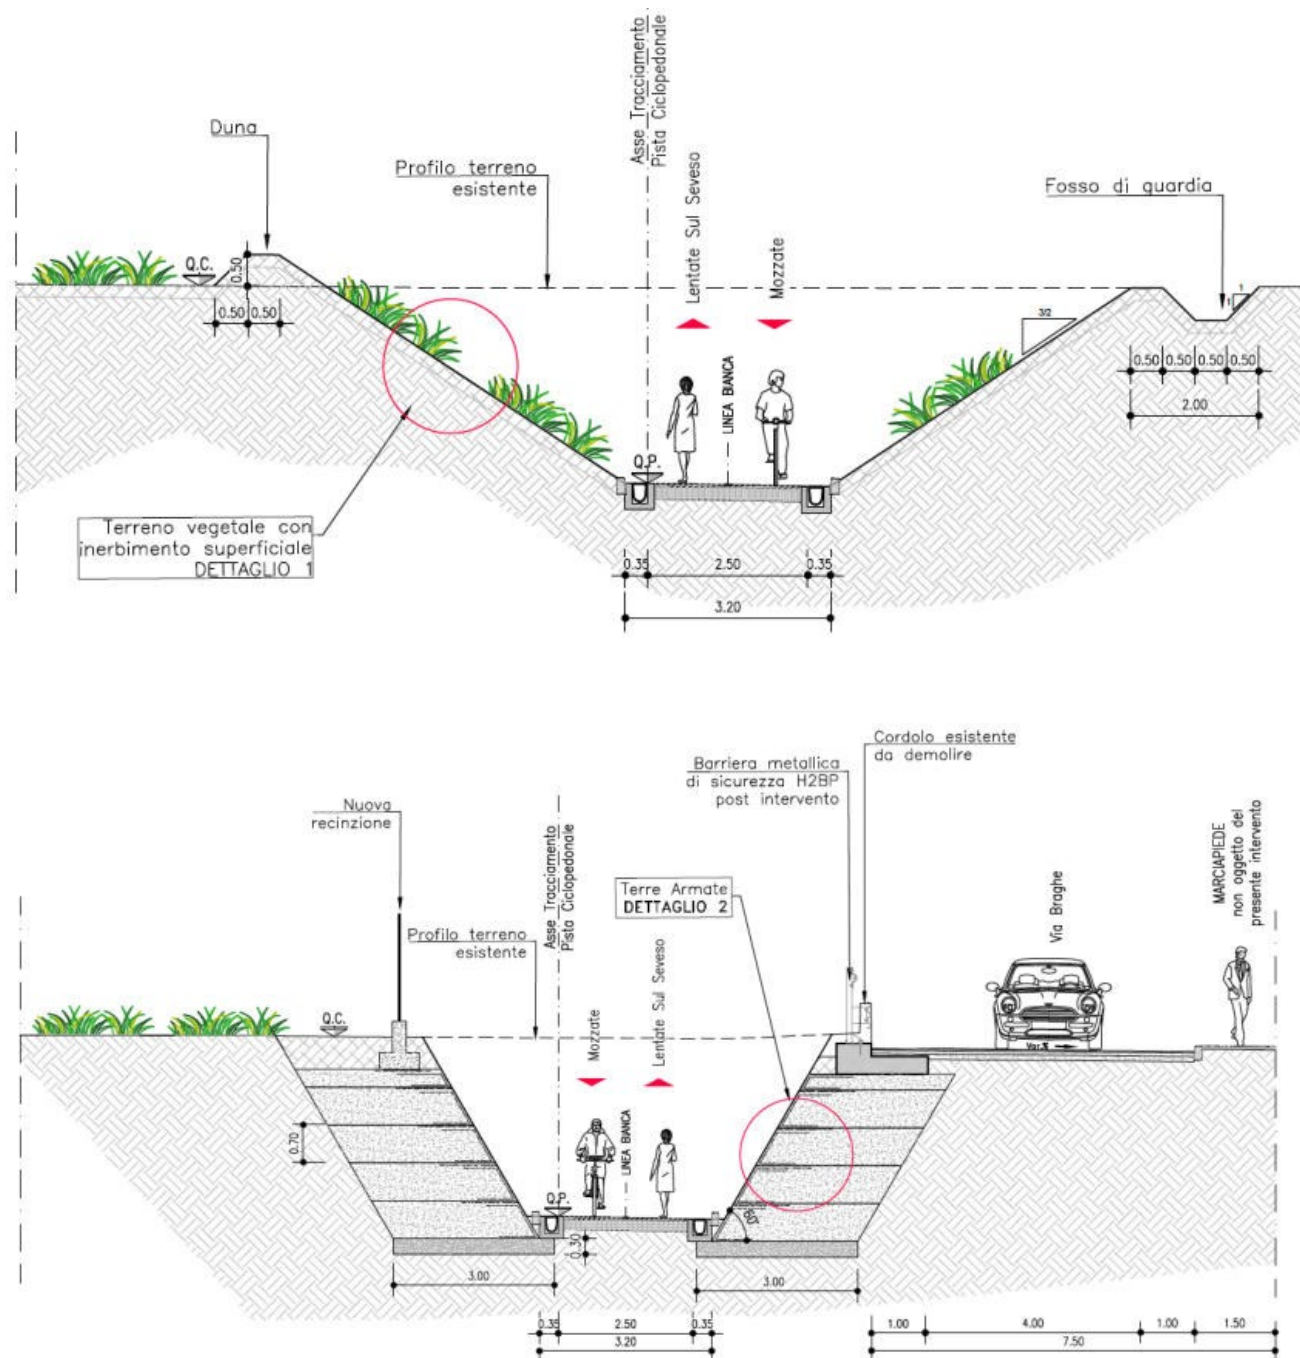 Asse Tracciamento
Pista Ciclopedonale
Duna
Profilo terreno
esistente
Lentate Sul Seveso
Mozzate
Fosso di guardia
Q.C.
0.50
0.50
0.50
3/2
1
1
LINEA BIANCA
0.50
0.50
0.50
0.50
2.00
Q.P.
Terreno vegetale con
inerbimento superficiale
DETTAGLIO 1
0.35
2.50
0.35
3.20
Cordolo esistente
da demolire
Barriera metallica
di sicurezza H2BP
post intervento
Nuova
recinzione
Asse Tracciamento
Pista Ciclopedonale
Terre Armate
DETTAGLIO 2
Via Braghe
MARCIAPIEDE
non oggetto del
presente intervento
Profilo terreno
esistente
Mozzate
Lentate Sul Seveso
Q.C.
Var.%
0.70
LINEA BIANCA
Q.P.
60°
0.30
3.00
3.00
0.35
2.50
0.35
3.20
1.00
4.00
1.00
1.50
7.50